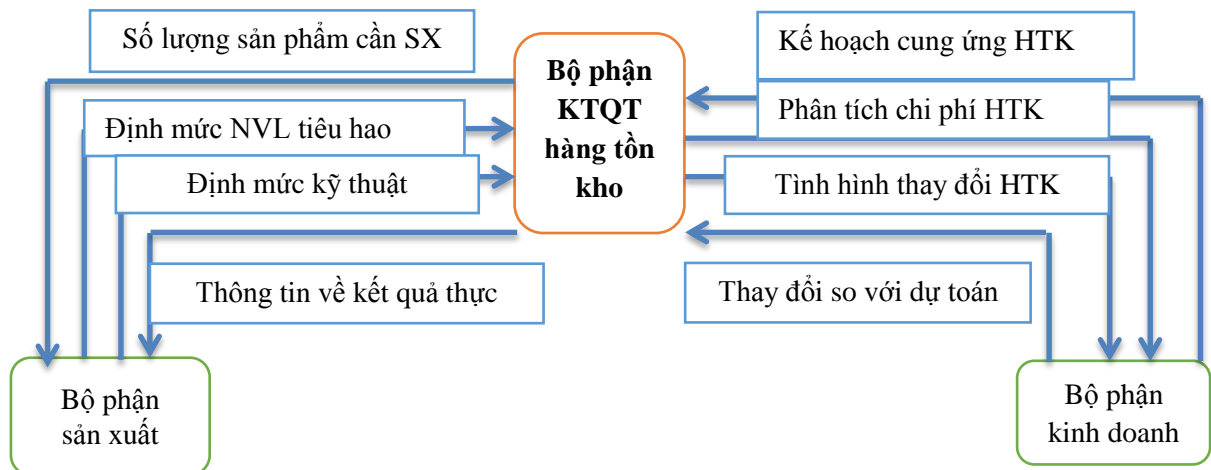 Số lượng sản phẩm cần SX
Định mức NVL tiêu hao
Định mức kỹ thuật
Thông tin về kết quả thực
Bộ phận
KTQT
hàng tồn
kho
Kế hoạch cung ứng HTK
Phân tích chi phí HTK
Tình hình thay đổi HTK
Thay đổi so với dự toán
Bộ phận
sản xuất
Bộ phận
kinh doanh